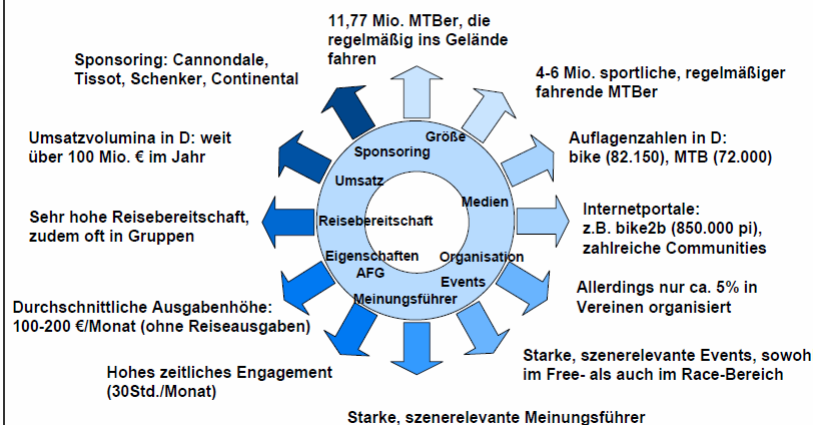 11,77 Mio. MTBer, die
regelmäßig ins Gelände
fahren
Sponsoring: Cannondale,
Tissot, Schenker, Continental
4-6 Mio. sportliche, regelmäßiger
fahrende MTBer
Umsatzvolumina in D: weit
über 100 Mio. € im Jahr
Auflagenzahlen in D:
bike (82.150), MTB (72.000)
Sehr hohe Reisebereitschaft,
zudem oft in Gruppen
Internetportale:
z.B. bike2b (850.000 pi),
zahlreiche Communities
Durchschnittliche Ausgabenhöhe:
100-200 €/Monat (ohne Reiseausgaben)
Allerdings nur ca. 5% in
Vereinen organisiert
Hohes zeitliches Engagement
(30Std./Monat)
Starke, szenerelevante Events, sowoh
im Free- als auch im Race-Bereich
Starke, szenerelevante Meinungsführer
Größe
Sponsoring
Umsatz
Medien
Reisebereitschaft
Eigenschaften
AFG
Organisation
Events
Meinungsführer